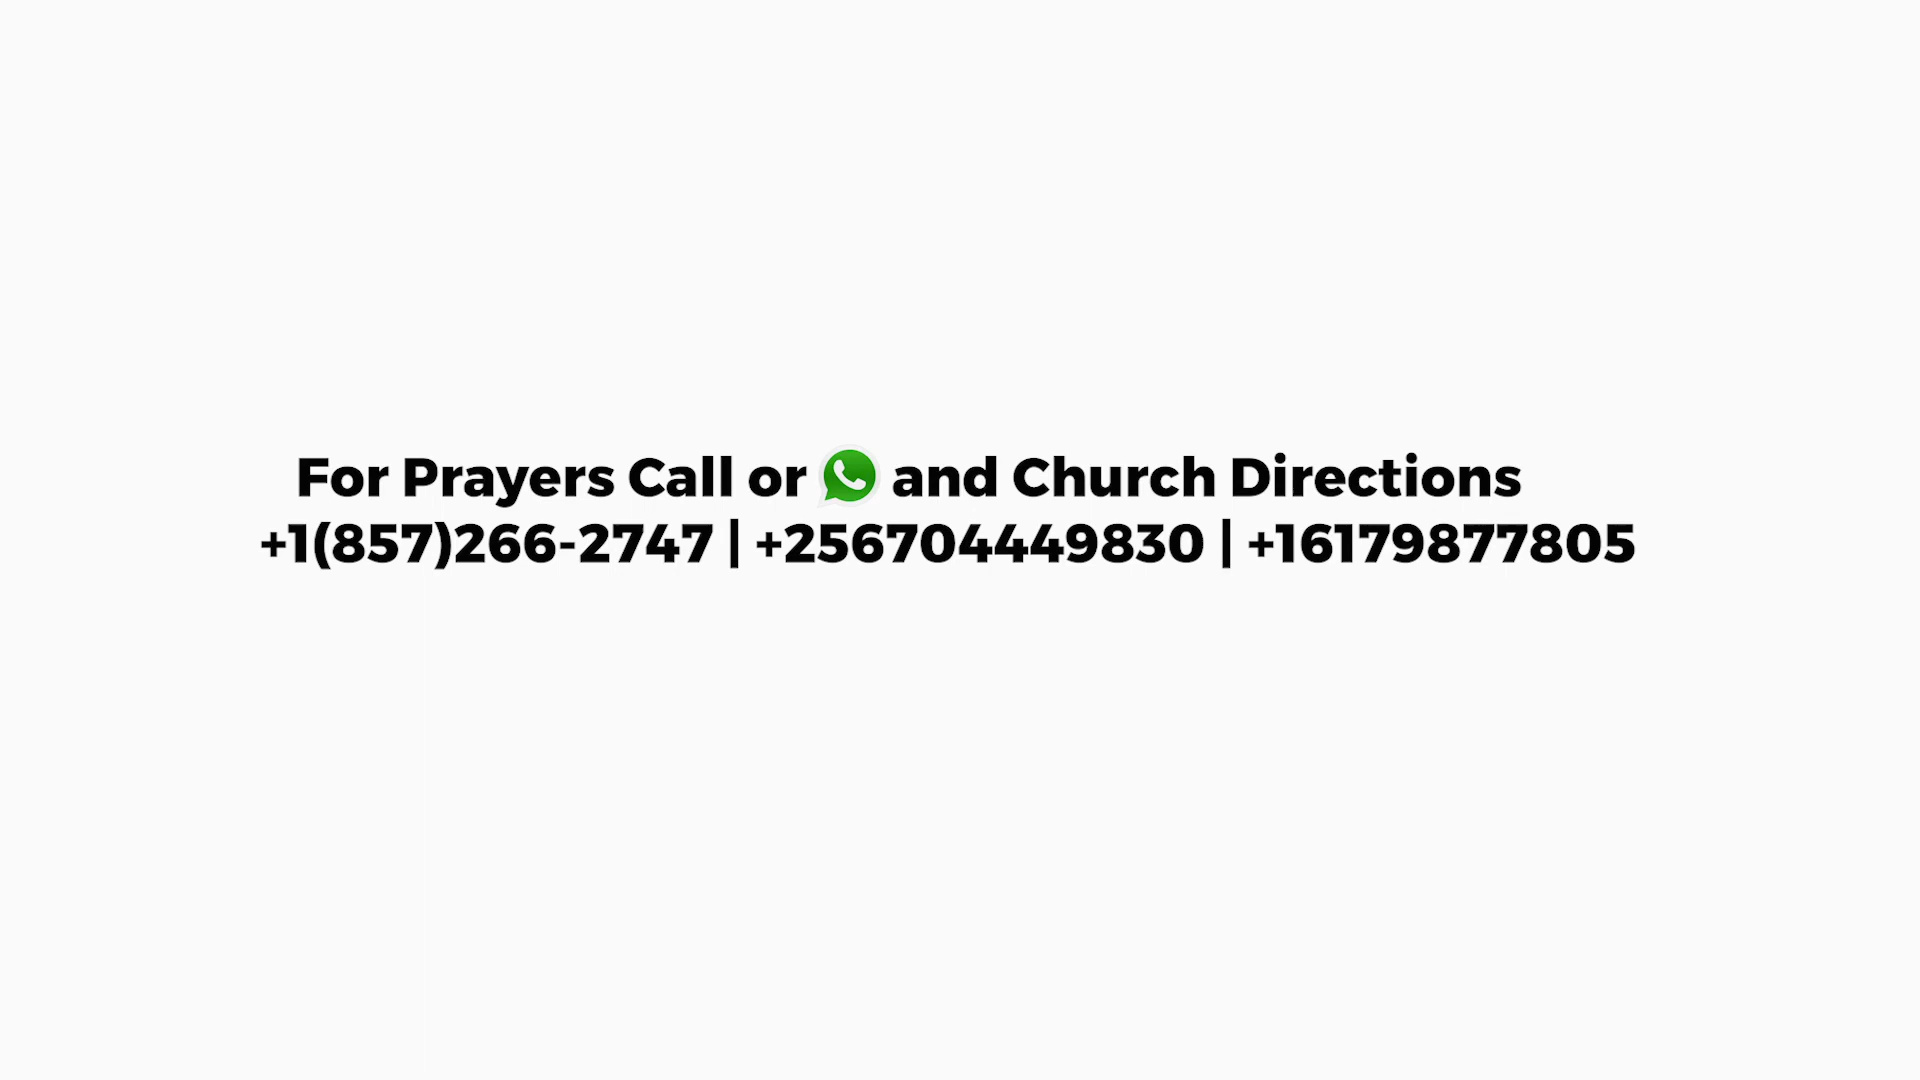 For Prayers Call or and Church Directions
+1(857)266-2747 | +256704449830 | +16179877805